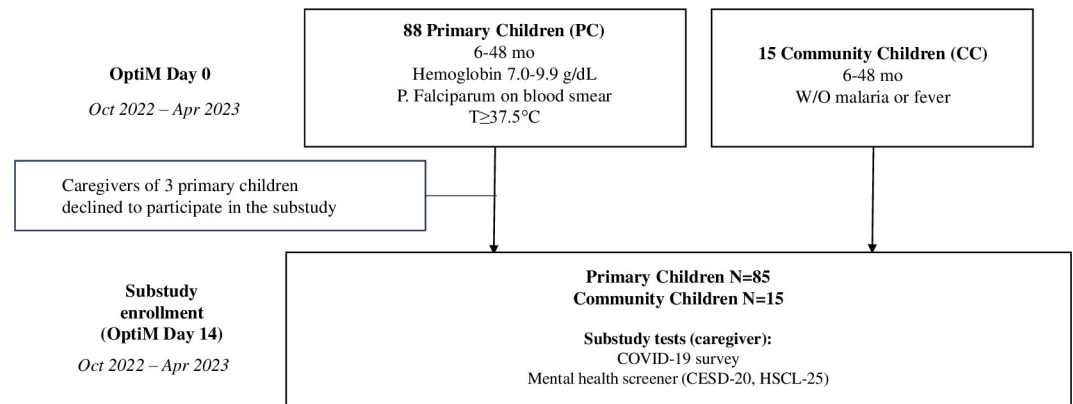 88 Primary Children (PC)
6-48 mo
Hemoglobin 7.0-9.9 g/dL
P. Falciparum on blood smear
T≥37.5°C
15 Community Children (CC)
6-48 mo
W/O malaria or fever
OptiM Day 0
Oct 2022 – Apr 2023
Caregivers of 3 primary children
declined to participate in the substudy
Primary Children N=85
Community Children N=15
Substudy tests (caregiver):
COVID-19 survey
Mental health screener (CESD-20, HSCL-25)
Substudy
enrollment
(OptiM Day 14)
Oct 2022 – Apr 2023